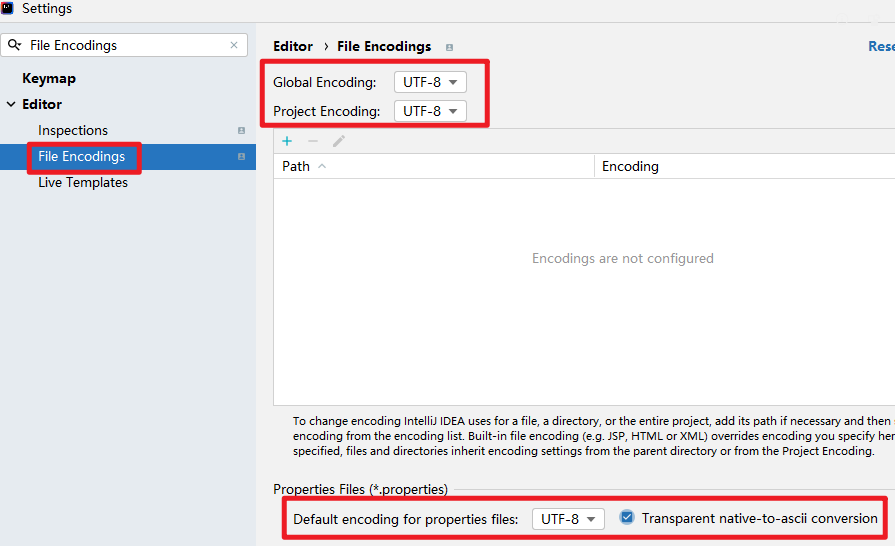 Settings
File Encodings
Keymap
Editor
Inspections
File Encodings
Live Templates
Editor › File Encodings
Rese
Global Encoding: UTF-8
Project Encoding: UTF-8
Path
Encoding
Encodings are not configured
To change encoding IntelliJ IDEA uses for a file, a directory, or the entire project, add its path if necessary and then
encoding from the encoding list. Built-in file encoding (e.g. JSP, HTML or XML) overrides encoding you specify her
specified, files and directories inherit encoding settings from the parent directory or from the Project Encoding.
Properties Files (*.properties)
Default encoding for properties files: UTF-8 Transparent native-to-ascii conversion